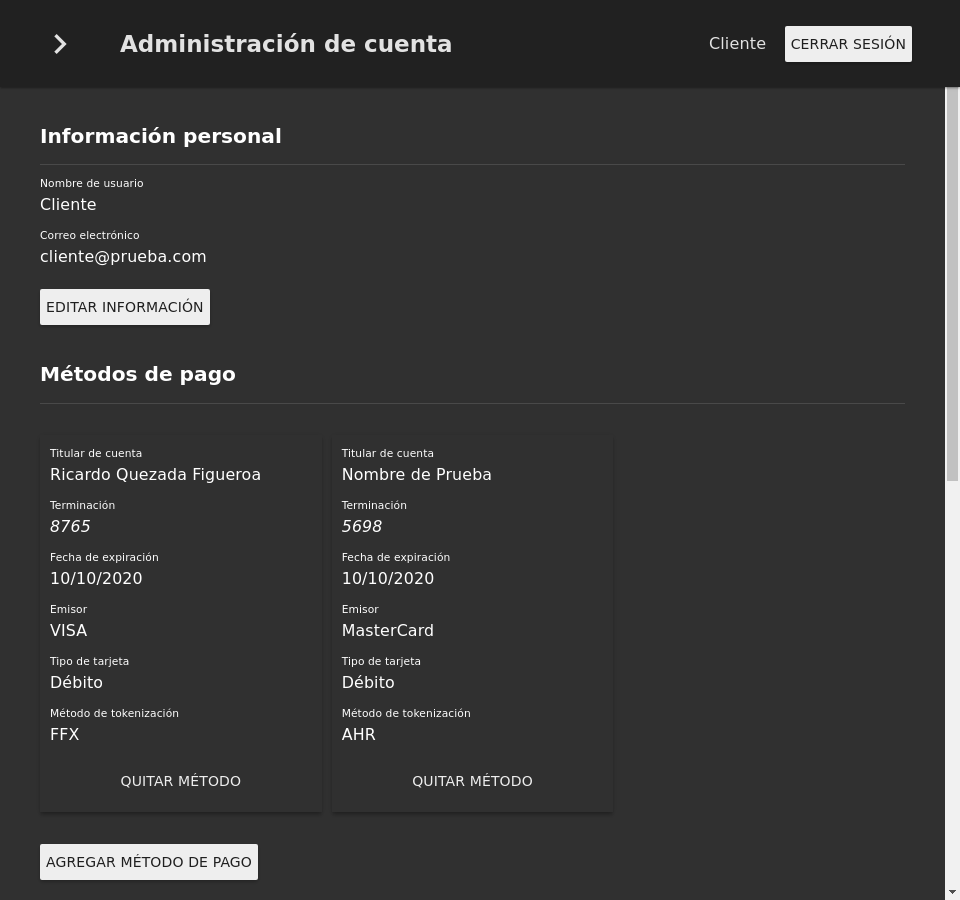 Administración de cuenta
Cliente
CERRAR SESIÓN
Información personal
Nombre de usuario
Cliente
Correo electrónico
cliente@prueba.com
EDITAR INFORMACIÓN
Métodos de pago
Titular de cuenta
Ricardo Quezada Figueroa
Terminación
8765
Fecha de expiración
10/10/2020
Emisor
VISA
Tipo de tarjeta
Débito
Método de tokenización
FFX
QUITAR MÉTODO
Titular de cuenta
Nombre de Prueba
Terminación
5698
Fecha de expiración
10/10/2020
Emisor
MasterCard
Tipo de tarjeta
Débito
Método de tokenización
AHR
QUITAR MÉTODO
AGREGAR MÉTODO DE PAGO